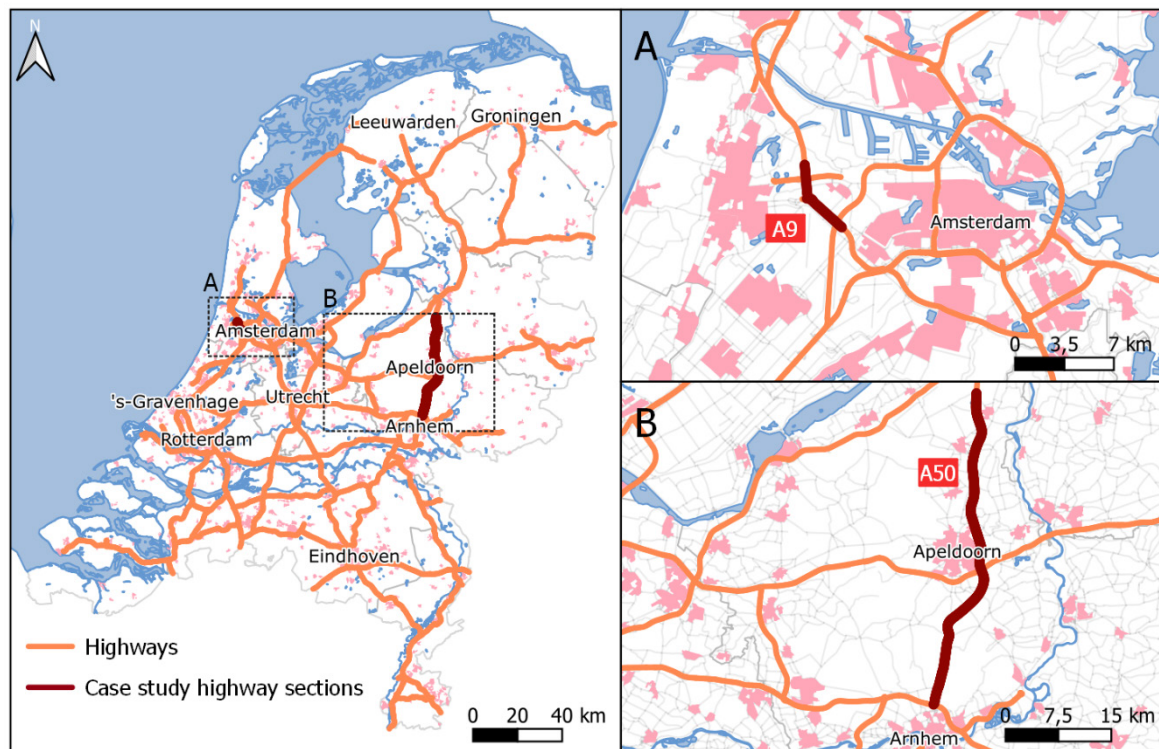 N
Groningen
Leeuwarden
A
B
Amsterdam
Apeldoorn
's-Gravenhage
Utrecht
Arnhem
Rotterdam
Eindhoven
Highways
Case study highway sections
0 20 40 km
A
A9
Amsterdam
0 3,5 7 km
B
A50
Apeldoorn
Arnhem
0 7,5 15 km